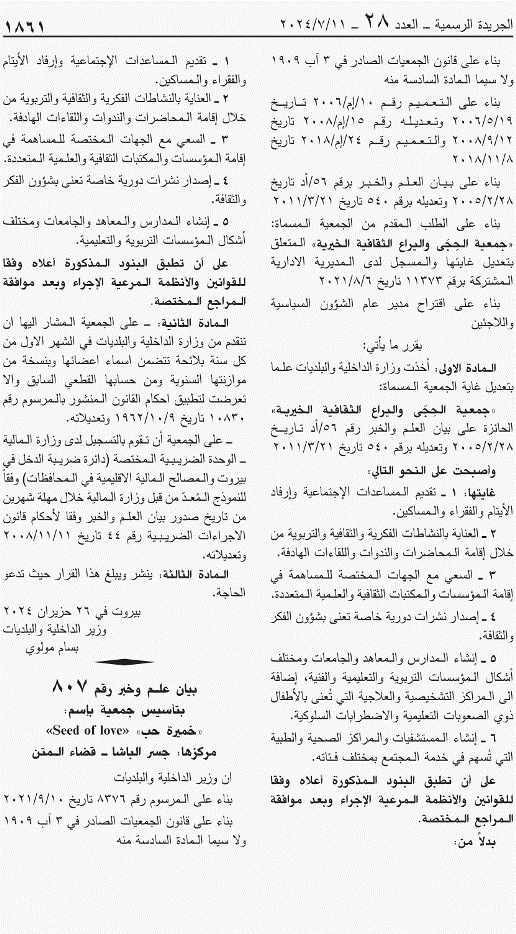 الجريدة الرسمية ـ العدد ٢٨ ـ ٢٠٢٤/٧/١١
١٨٦١
بناء على قانون الجمعيات الصادر في ٣ آب ١٩٠٩
ولا سيما المادة السادسة منه
بناء على التعميم رقم ١٠/إم/٢٠٠٦ تاريخ
٢٠٠٦/٥/١٩ وتعديله رقم ١٥/إم/٢٠٠٨ تاريخ
٢٠٠٨/٩/١٢ والتعميم رقم ٢٤/إم/٢٠١٨ تاريخ
٢٠١٨/١١/٨
بناء على بيان العلم والخبر برقم ٥٦/أد تاريخ
٢٠٠٥/٢/٢٨ وتعديله برقم ٥٤٠ تاريخ ٢٠١١/٣/٢١
بناء على الطلب المقدم من الجمعية المسماة:
«جمعية الحِجّى واليراع الثقافية الخيرية» المتعلق
بتعديل غايتها والمسجل لدى المديرية الادارية
المشتركة برقم ١١٣٧٣ تاريخ ٢٠٢١/٨/٦
بناء على اقتراح مدير عام الشؤون السياسية
واللاجئين
يقرر ما يأتي:
المادة الاولى: أخذت وزارة الداخلية والبلديات علما
بتعديل غاية الجمعية المسماة:
«جمعية الحِجّى واليراع الثقافية الخيرية»
الحائزة على بيان العلم والخبر رقم ٥٦/أد تاريخ
٢٠٠٥/٢/٢٨ وتعديله برقم ٥٤٠ تاريخ ٢٠١١/٣/٢١
وأصبحت على النحو التالي:
غايتها: ١ ـ تقديم المساعدات الإجتماعية وإرفاد
الأيتام والفقراء والمساكين.
٢ ـ العناية بالنشاطات الفكرية والثقافية والتربوية من
خلال إقامة المحاضرات والندوات واللقاءات الهادفة.
٣ ـ السعي مع الجهات المختصة للمساهمة في
إقامة المؤسسات والمكتبات الثقافية والعلمية المتعددة.
٤ ـ إصدار نشرات دورية خاصة تعنى بشؤون الفكر
والثقافة.
٥ ـ إنشاء المدارس والمعاهد والجامعات ومختلف
أشكال المؤسسات التربوية والتعليمية والفنية، إضافة
الى المراكز التشخيصية والعلاجية التي تُعنى بالأطفال
ذوي الصعوبات التعليمية والاضطرابات السلوكية.
٦ ـ إنشاء المستشفيات والمراكز الصحية والطبية
التي تُسهم في خدمة المجتمع بمختلف فئاته.
على أن تطبق البنود المذكورة أعلاه وفقا
للقوانين والأنظمة المرعية الإجراء وبعد موافقة
المراجع المختصة.
بدلاً من:
١ ـ تقديم المساعدات الإجتماعية وإرفاد الأيتام
والفقراء والمساكين.
٢ ـ العناية بالنشاطات الفكرية والثقافية والتربوية من
خلال إقامة المحاضرات والندوات واللقاءات الهادفة.
٣ ـ السعي مع الجهات المختصة للمساهمة في
إقامة المؤسسات والمكتبات الثقافية والعلمية المتعددة.
٤ ـ إصدار نشرات دورية خاصة تعنى بشؤون الفكر
والثقافة.
٥ ـ إنشاء المدارس والمعاهد والجامعات ومختلف
أشكال المؤسسات التربوية والتعليمية.
على أن تطبق البنود المذكورة أعلاه وفقا
للقوانين والأنظمة المرعية الإجراء وبعد موافقة
المراجع المختصة.
المادة الثانية: ـ على الجمعية المشار اليها ان
تتقدم من وزارة الداخلية والبلديات في الشهر الاول من
كل سنة بلائحة تتضمن اسماء اعضائها وبنسخة من
موازنتها السنوية ومن حسابها القطعي السابق والا
تعرضت لتطبيق احكام القانون المنشور بالمرسوم رقم
١٠٨٣٠ تاريخ ١٩٦٢/١٠/٩ وتعديلاته.
ـ على الجمعية أن تقوم بالتسجيل لدى وزارة المالية
ـ الوحدة الضريبية المختصة (دائرة ضريبة الدخل في
بيروت والمصالح المالية الاقليمية في المحافظات) وفقاً
للنموذج المُعدّ من قبل وزارة المالية خلال مهلة شهرين
من تاريخ صدور بيان العلم والخبر وفقا لأحكام قانون
الاجراءات الضريبية رقم ٤٤ تاريخ ٢٠٠٨/١١/١١
وتعديلاته.
المادة الثالثة: ينشر ويبلغ هذا القرار حيث تدعو
الحاجة.
بيروت في ٢٦ حزيران ٢٠٢٤
وزير الداخلية والبلديات
بسام مولوي
بيان علم وخبر رقم ٨٠٧
بتأسيس جمعية بإسم:
«خميرة حب» «Seed of love»
مركزها: جسر الباشا ـ قضاء المتن
ان وزير الداخلية والبلديات
بناء على المرسوم رقم ٨٣٧٦ تاريخ ٢٠٢١/٩/١٠
بناء على قانون الجمعيات الصادر في ٣ آب ١٩٠٩
ولا سيما المادة السادسة منه